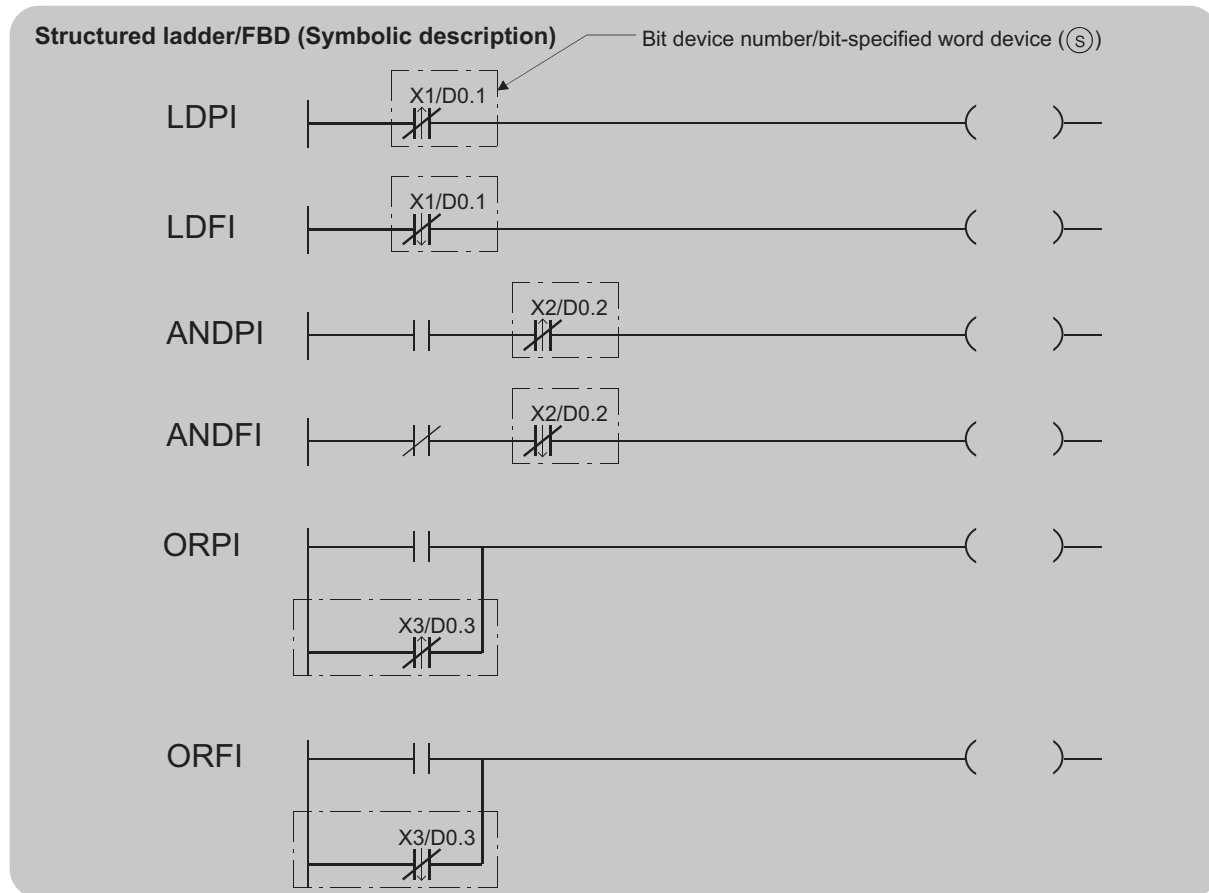 Structured ladder/FBD (Symbolic description)
Bit device number/bit-specified word device (Ⓢ)
LDPI
X1/D0.1
LDFI
X1/D0.1
ANDPI
X2/D0.2
ANDFI
X2/D0.2
ORPI
X3/D0.3
ORFI
X3/D0.3